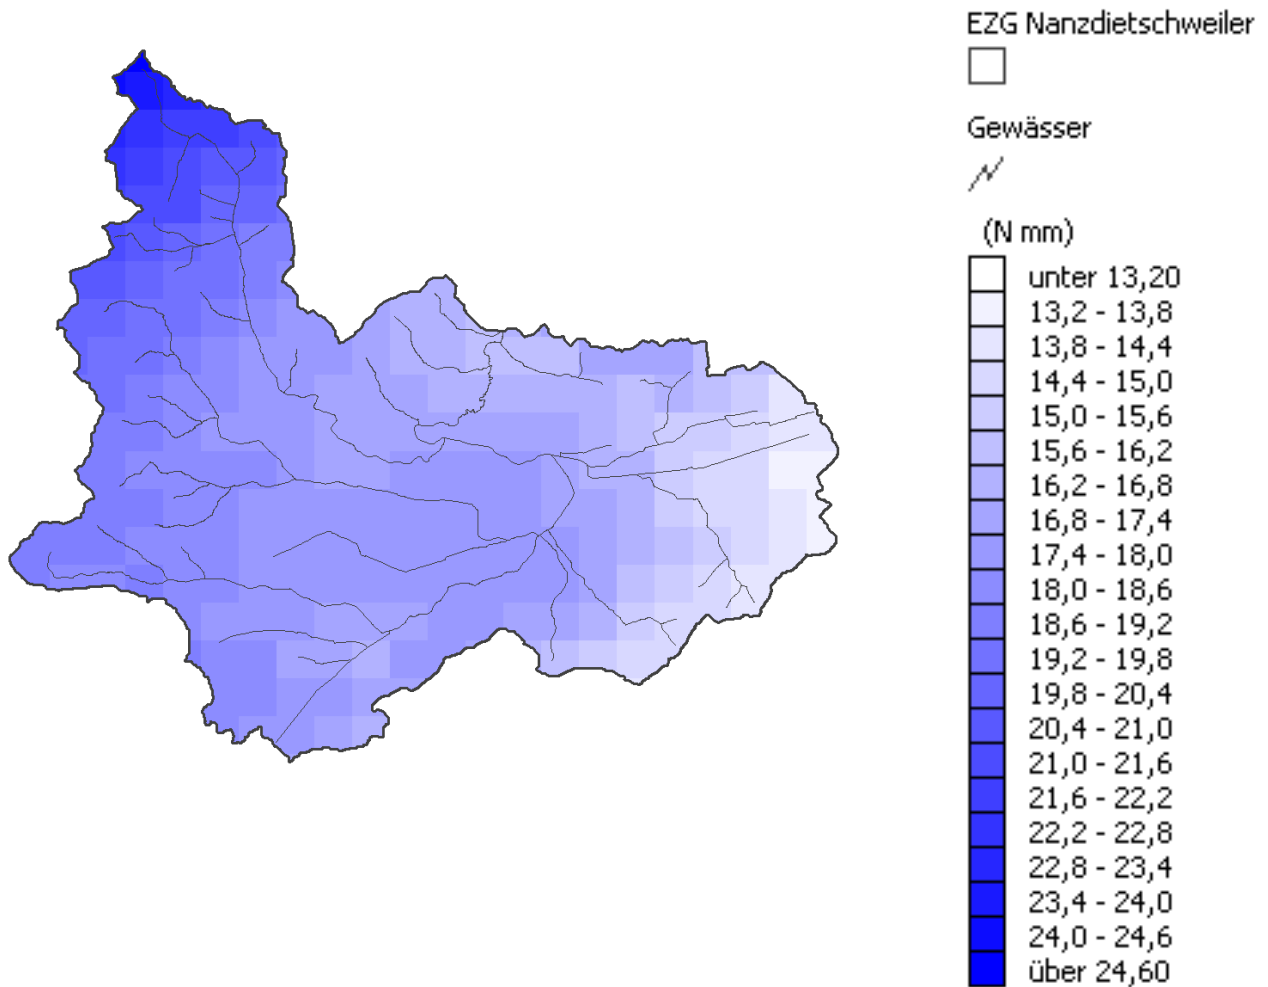 EZG Nanzdietschweiler
Gewässer
(N mm)
unter 13,20
13,2 - 13,8
13,8 - 14,4
14,4 - 15,0
15,0 - 15,6
15,6 - 16,2
16,2 - 16,8
16,8 - 17,4
17,4 - 18,0
18,0 - 18,6
18,6 - 19,2
19,2 - 19,8
19,8 - 20,4
20,4 - 21,0
21,0 - 21,6
21,6 - 22,2
22,2 - 22,8
22,8 - 23,4
23,4 - 24,0
24,0 - 24,6
über 24,60